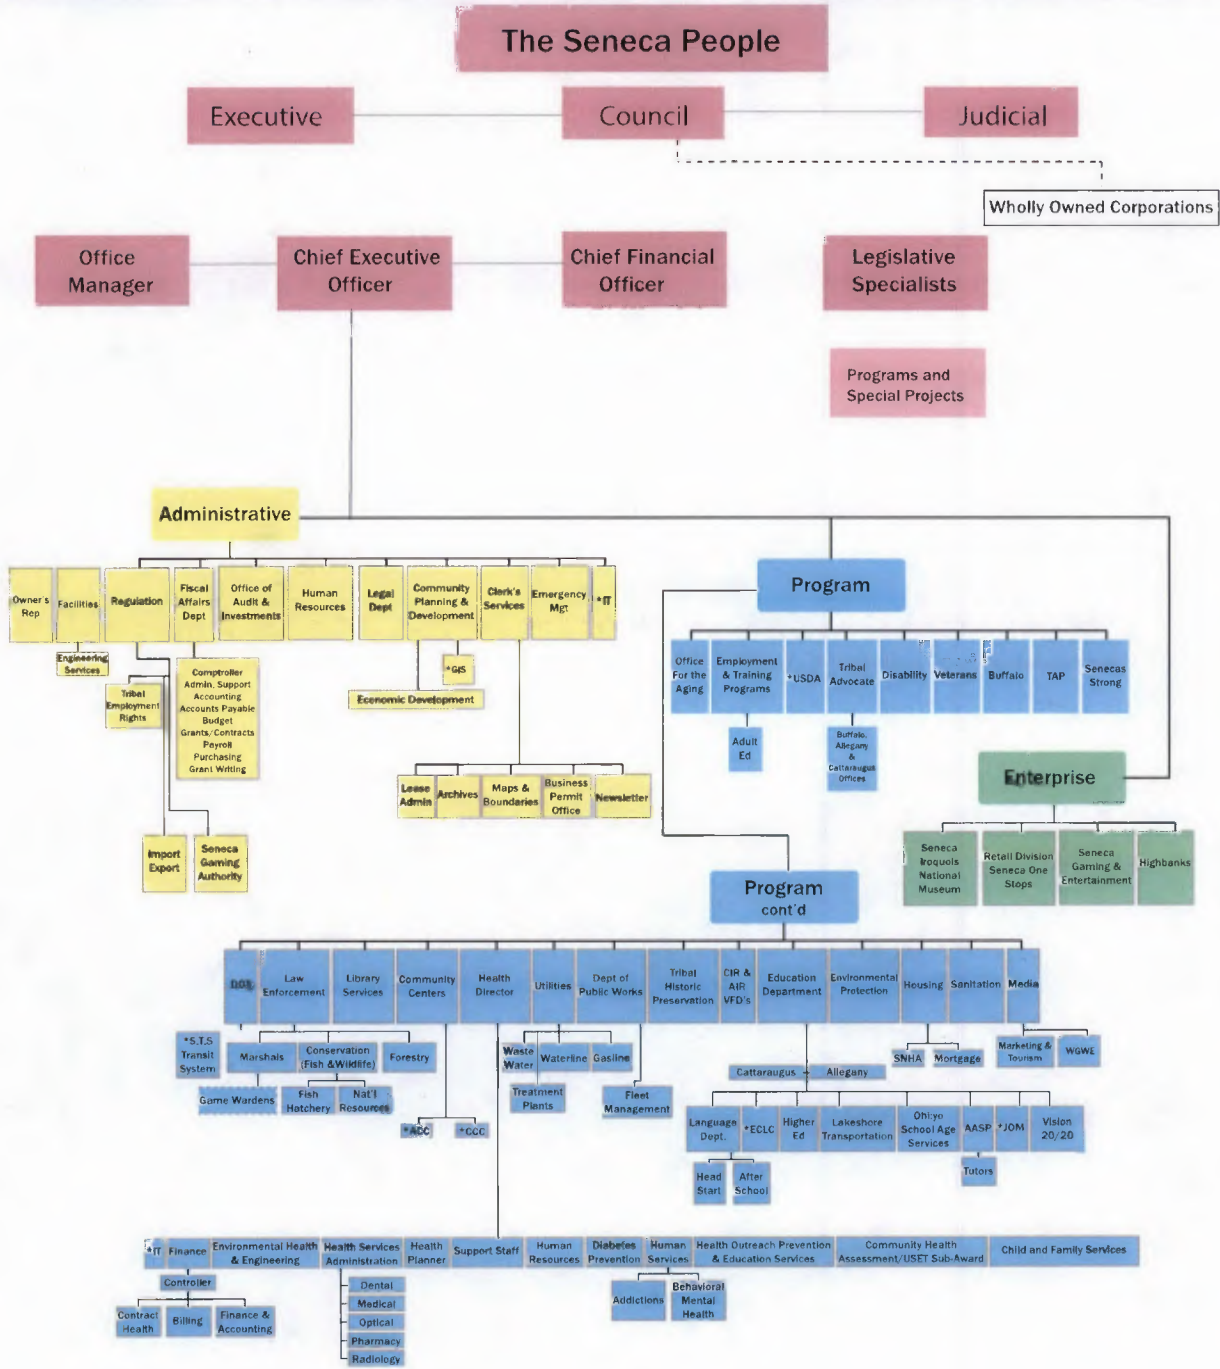 The Seneca People
Executive
Council
Judicial
Wholly Owned Corporations
Office
Manager
Chief Executive
Officer
Chief Financial
Officer
Legislative
Specialists
Programs and
Special Projects
Administrative
Owner's
Rep
Facilities
Regulation
Fiscal
Affairs
Dept
Office of
Audit &
Investments
Human
Resources
Legal
Dept
Community
Planning &
Development
Clerk's
Services
Emergency
Mgt
*IT
Engineering
Services
Tribal
Employment
Rights
Comptroller
Admin. Support
Accounting
Accounts Payable
Budget
Grants/Contracts
Payroll
Purchasing
Grant Writing
*GIS
Economic Development
Lease
Admin
Archives
Maps &
Boundaries
Business
Permit
Office
Newsletter
Import
Export
Seneca
Gaming
Authority
Program
Office
For the
Aging
Employment
& Training
Programs
*USDA
Tribal
Advocate
Disability
Veterans
Buffalo
TAP
Senecas
Strong
Adult
Ed
Buffalo,
Allegany
&
Cattaraugus
Offices
Enterprise
Seneca
Iroquois
National
Museum
Retail Division
Seneca One
Stops
Seneca
Gaming &
Entertainment
Highbanks
Program
cont'd
Law
Enforcement
Library
Services
Community
Centers
Health
Director
Utilities
Dept of
Public Works
Tribal
Historic
Preservation
CIR &
AIR
VFD's
Education
Department
Environmental
Protection
Housing
Sanitation
Media
*S.T.S
Transit
System
Marshals
Conservation
(Fish & Wildlife)
Forestry
Game Wardens
Fish
Hatchery
Nat'l
Resources
*ACC
*CCC
Waste
Water
Waterline
Gasline
Treatment
Plants
Fleet
Management
Cattaraugus
Allegany
SNHA
Mortgage
Marketing &
Tourism
WGWE
Language
Dept.
*ECLC
Higher
Ed
Lakeshore
Transportation
Ohi:yo
School Age
Services
AASP
*JOM
Vision
20/20
Head
Start
After
School
Tutors
*IT
Finance
Environmental Health
& Engineering
Health Services
Administration
Health
Planner
Support Staff
Human
Resources
Diabetes
Prevention
Human
Services
Health Outreach Prevention
& Education Services
Community Health
Assessment/USET Sub-Award
Child and Family Services
Controller
Contract
Health
Billing
Finance &
Accounting
Dental
Medical
Optical
Pharmacy
Radiology
Addictions
Behavioral
Mental
Health